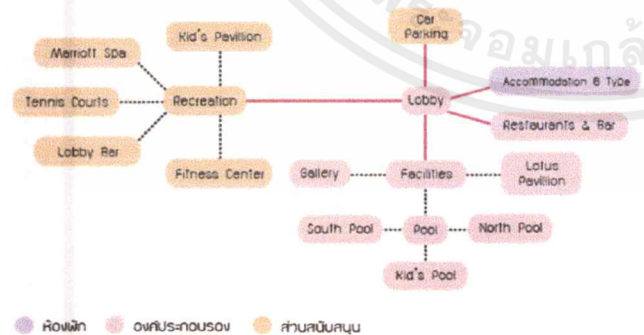 Car
Parking
Kid's Pavilion
Marriott Spa
Accommodation 8 Type
Tennis Courts
Recreation
Lobby
Restaurants & Bar
Lobby Bar
Fitness Center
Gallery
Facilities
Lotus
Pavilion
South Pool
Pool
North Pool
Kid's Pool
ห้องพัก
องค์ประกอบรอง
ส่วนสนับสนุน